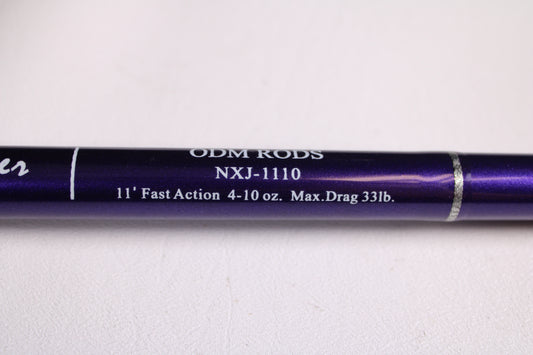 ODM RODS
NXJ-1110
11' Fast Action 4-10 oz. Max.Drag 33lb.